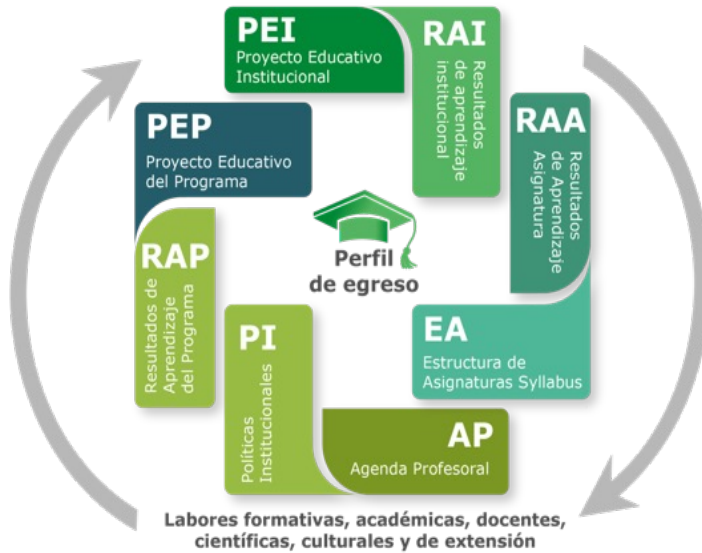 PEI
Proyecto Educativo
Institucional
RAI
Resultados
de aprendizaje
institucional
RAA
Resultados
de Aprendizaje
Asignatura
PEP
Proyecto Educativo
del Programa
Perfil
de egreso
RAP
Resultados de
Aprendizaje
del Programa
PI
Políticas
Institucionales
EA
Estructura de
Asignaturas Syllabus
AP
Agenda Profesoral
Labores formativas, académicas, docentes,
científicas, culturales y de extensión